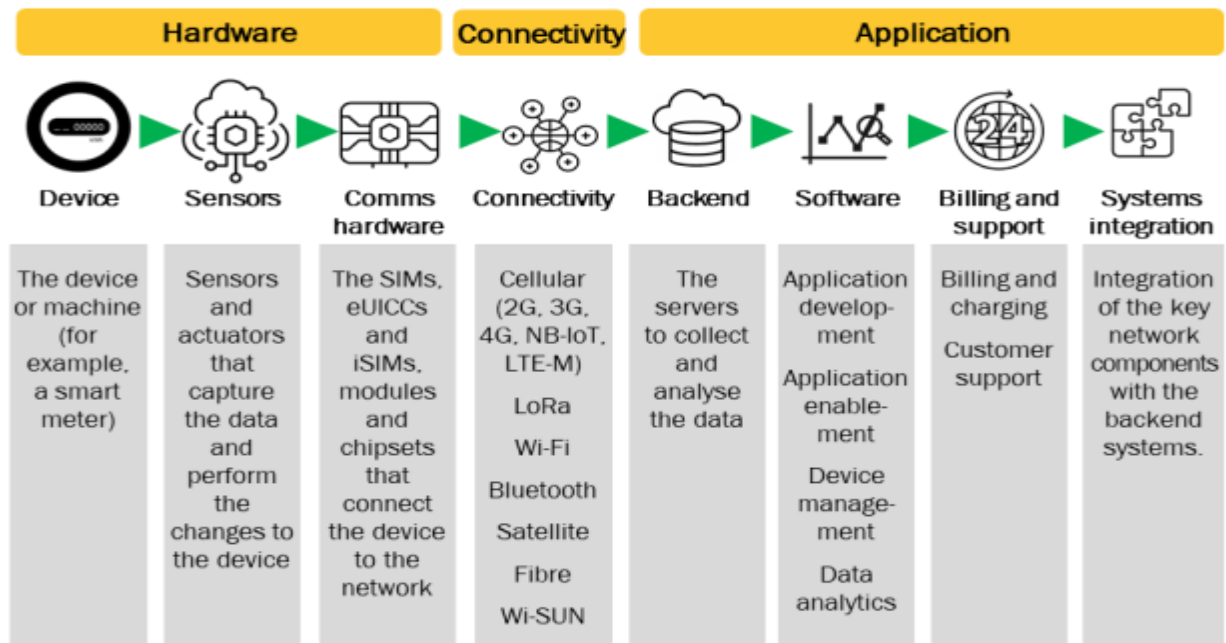 Hardware
Connectivity
Application
_ _ 00000
24
Device
Sensors
Comms
hardware
Connectivity
Backend
Software
Billing and
support
Systems
integration
The device
or machine
(for
example,
a smart
meter)
Sensors
and
actuators
that
capture
the data
and
perform
the
changes to
the device
The SIMs,
eUICCs
and
iSIMs,
modules
and
chipsets
that
connect
the device
to the
network
Cellular
(2G, 3G,
4G, NB-IoT,
LTE-M)
LoRa
Wi-Fi
Bluetooth
Satellite
Fibre
Wi-SUN
The
servers
to collect
and
analyse
the data
Application
develop-
ment
Application
enable-
ment
Device
manage-
ment
Data
analytics
Billing and
charging
Customer
support
Integration
of the key
network
components
with the
backend
systems.